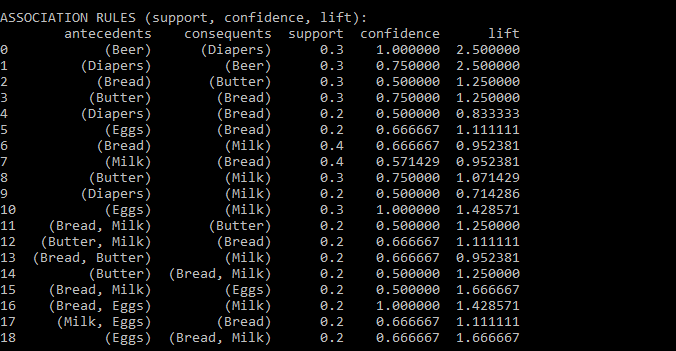 ASSOCIATION RULES (support, confidence, lift):
antecedents consequents support confidence lift
0 (Beer) (Diapers) 0.3 1.000000 2.500000
1 (Diapers) (Beer) 0.3 0.750000 2.500000
2 (Bread) (Butter) 0.3 0.500000 1.250000
3 (Butter) (Bread) 0.3 0.750000 1.250000
4 (Diapers) (Bread) 0.2 0.500000 0.833333
5 (Eggs) (Bread) 0.2 0.666667 1.111111
6 (Bread) (Milk) 0.4 0.666667 0.952381
7 (Milk) (Bread) 0.4 0.571429 0.952381
8 (Butter) (Milk) 0.3 0.750000 1.071429
9 (Diapers) (Milk) 0.2 0.500000 0.714286
10 (Eggs) (Milk) 0.3 1.000000 1.428571
11 (Bread, Milk) (Butter) 0.2 0.500000 1.250000
12 (Butter, Milk) (Bread) 0.2 0.666667 1.111111
13 (Bread, Butter) (Milk) 0.2 0.666667 0.952381
14 (Butter) (Bread, Milk) 0.2 0.500000 1.250000
15 (Bread, Milk) (Eggs) 0.2 0.500000 1.666667
16 (Bread, Eggs) (Milk) 0.2 1.000000 1.428571
17 (Milk, Eggs) (Bread) 0.2 0.666667 1.111111
18 (Eggs) (Bread, Milk) 0.2 0.666667 1.666667